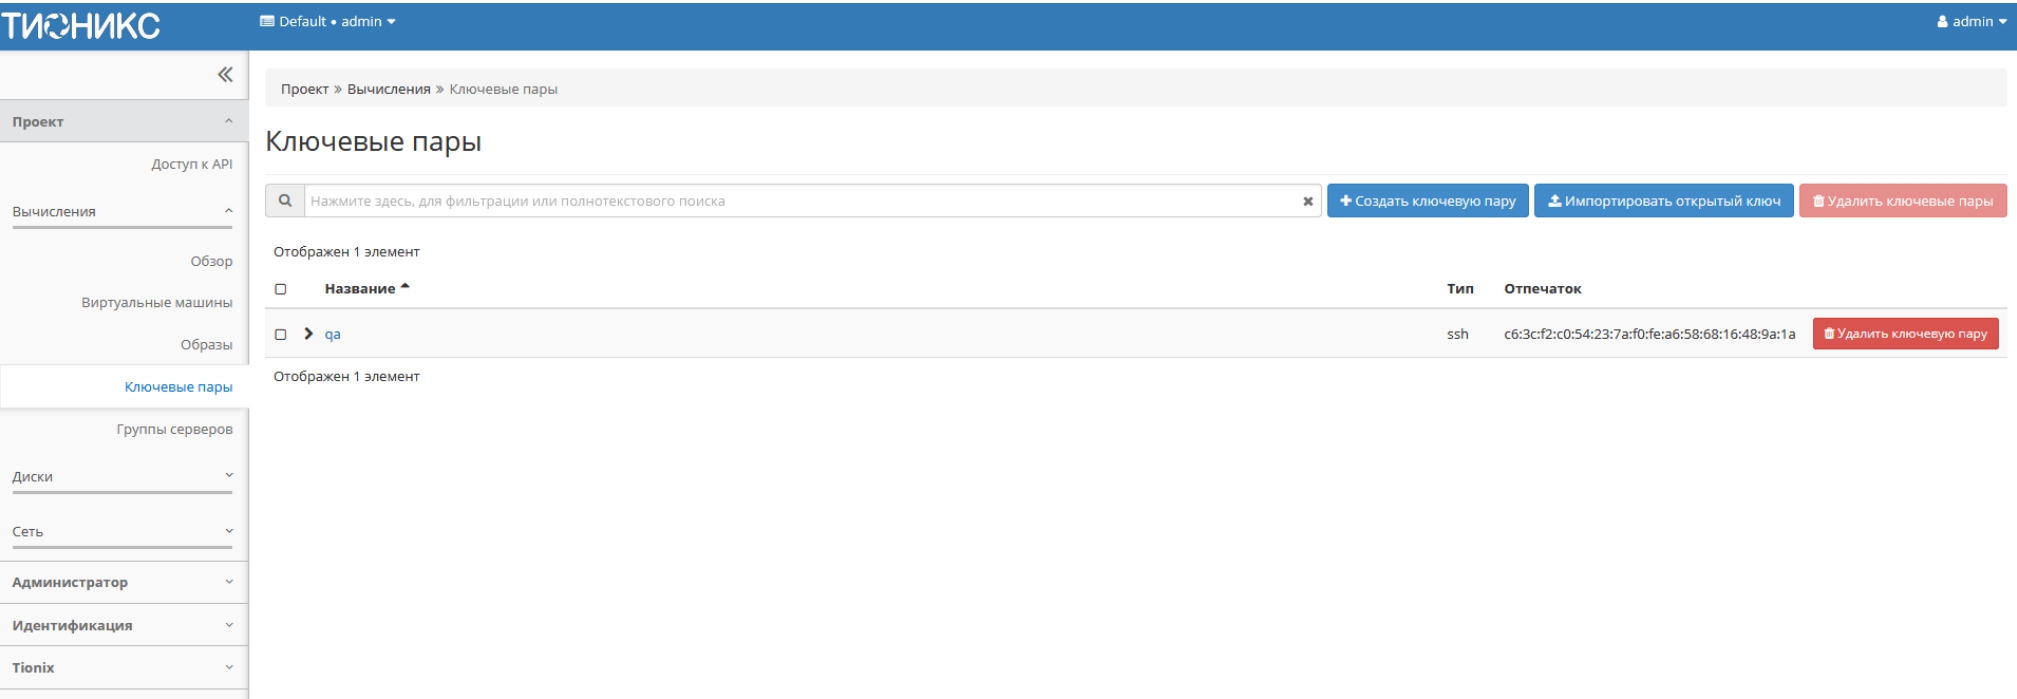 ТИОНИКС
Default • admin
admin
Проект » Вычисления » Ключевые пары
Проект
Доступ к API
Вычисления
Обзор
Виртуальные машины
Образы
Ключевые пары
Группы серверов
Диски
Сеть
Администратор
Идентификация
Tionix
Ключевые пары
Нажмите здесь, для фильтрации или полнотекстового поиска
Создать ключевую пару
Импортировать открытый ключ
Удалить ключевые пары
Отображен 1 элемент
Название Тип Отпечаток
qa ssh c6:3c:f2:c0:54:23:7a:f0:fe:a6:58:68:16:48:9a:1a Удалить ключевую пару
Отображен 1 элемент